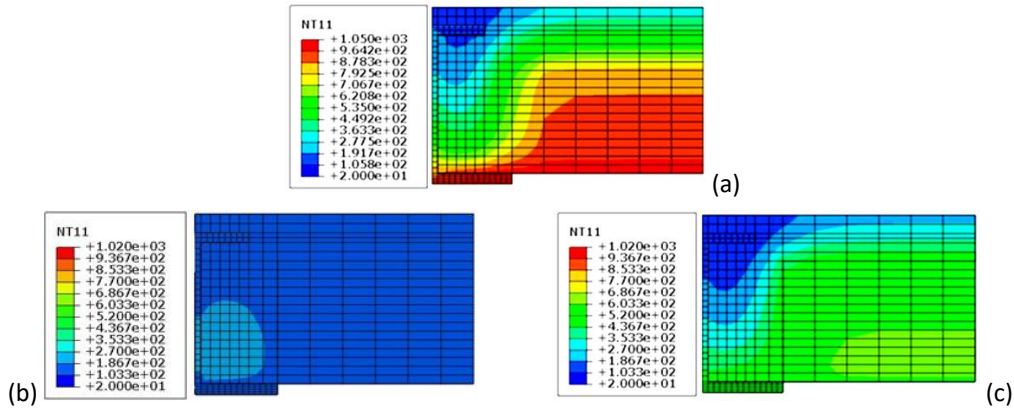 NT11
+1.050e+03
+9.642e+02
+8.783e+02
+7.925e+02
+7.067e+02
+6.208e+02
+5.350e+02
+4.492e+02
+3.633e+02
+2.775e+02
+1.917e+02
+1.058e+02
+2.000e+01
(a)
NT11
+1.020e+03
+9.367e+02
+8.533e+02
+7.700e+02
+6.867e+02
+6.033e+02
+5.200e+02
+4.367e+02
+3.533e+02
+2.700e+02
+1.867e+02
+1.033e+02
+2.000e+01
(b)
NT11
+1.020e+03
+9.367e+02
+8.533e+02
+7.700e+02
+6.867e+02
+6.033e+02
+5.200e+02
+4.367e+02
+3.533e+02
+2.700e+02
+1.867e+02
+1.033e+02
+2.000e+01
(c)